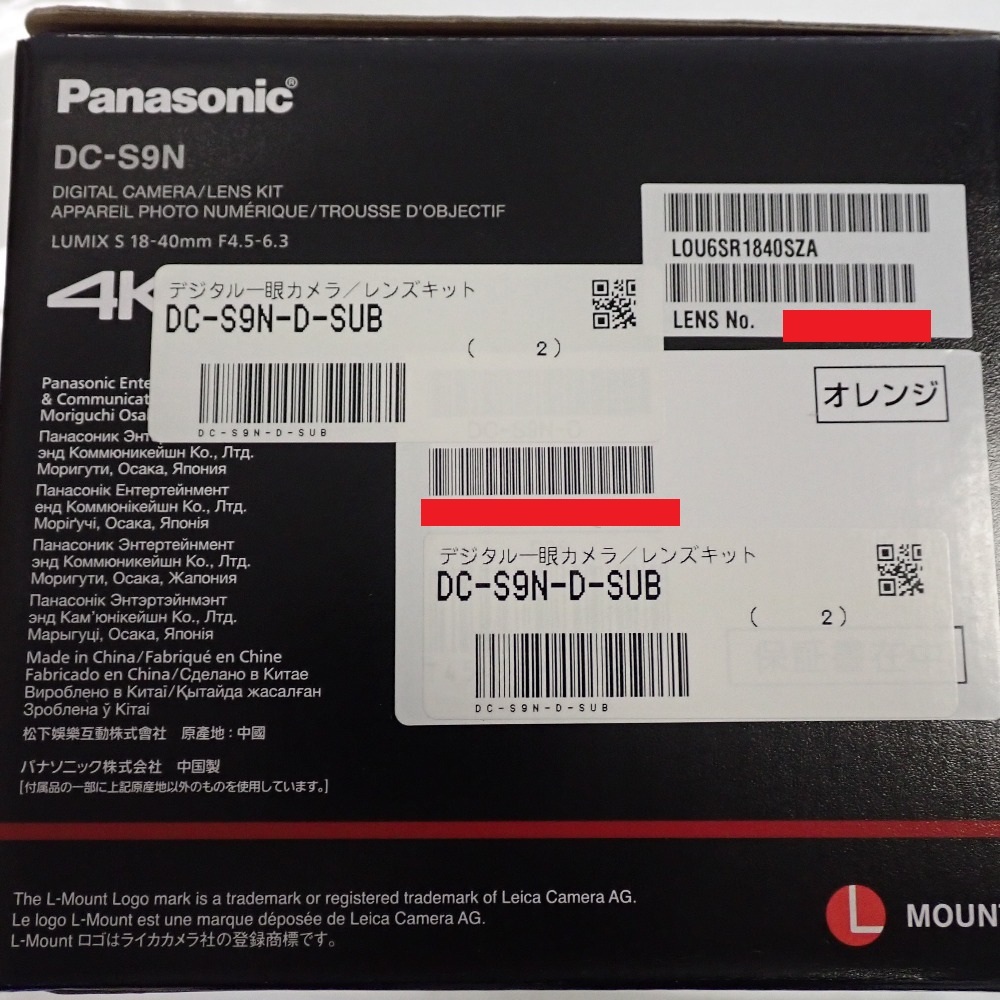 Panasonic®
DC-S9N
DIGITAL CAMERA/LENS KIT
APPAREIL PHOTO NUMÉRIQUE/TROUSSE D'OBJECTIF
LUMIX S 18-40mm F4.5-6.3
4K
LOU6SR1840SZA
LENS No.
デジタル一眼カメラ/レンズキット
DC-S9N-D-SUB
( 2)
DC-S9N-D-SUB
オレンジ
デジタル一眼カメラ/レンズキット
DC-S9N-D-SUB
( 2)
DC-S9N-D-SUB
Panasonic Ente
& Communicat
Moriguchi Osa
Панасоник Энт
энд Коммюникейшн Ко., Лтд.
Моригути, Осака, Япония
Панасонік Ентертейнмент
енд Коммюнікейшн Ко., Лтд.
Моріґучі, Осака, Японія
Панасоник Энтертейнмент
энд Коммюникейшн Ко., Лтд.
Моригути, Осака, Жапония
Панасонік Энтэртэйнмэнт
энд Кам'юнікейшн Ко., Лтд.
Марыгуці, Осака, Японія
Made in China/Fabriqué en Chine
Fabricado en China/Сделано в Китае
Вироблено в Китаї/Қытайда жасалған
Зроблена ў Кітаі
松下娛樂互動株式會社 原產地:中國
パナソニック株式会社 中国製
[付属品の一部に上記原産地以外のものを使用しています。]
The L-Mount Logo mark is a trademark or registered trademark of Leica Camera AG.
Le logo L-Mount est une marque déposée de Leica Camera AG.
L-Mount ロゴはライカカメラ社の登録商標です。
L MOUN